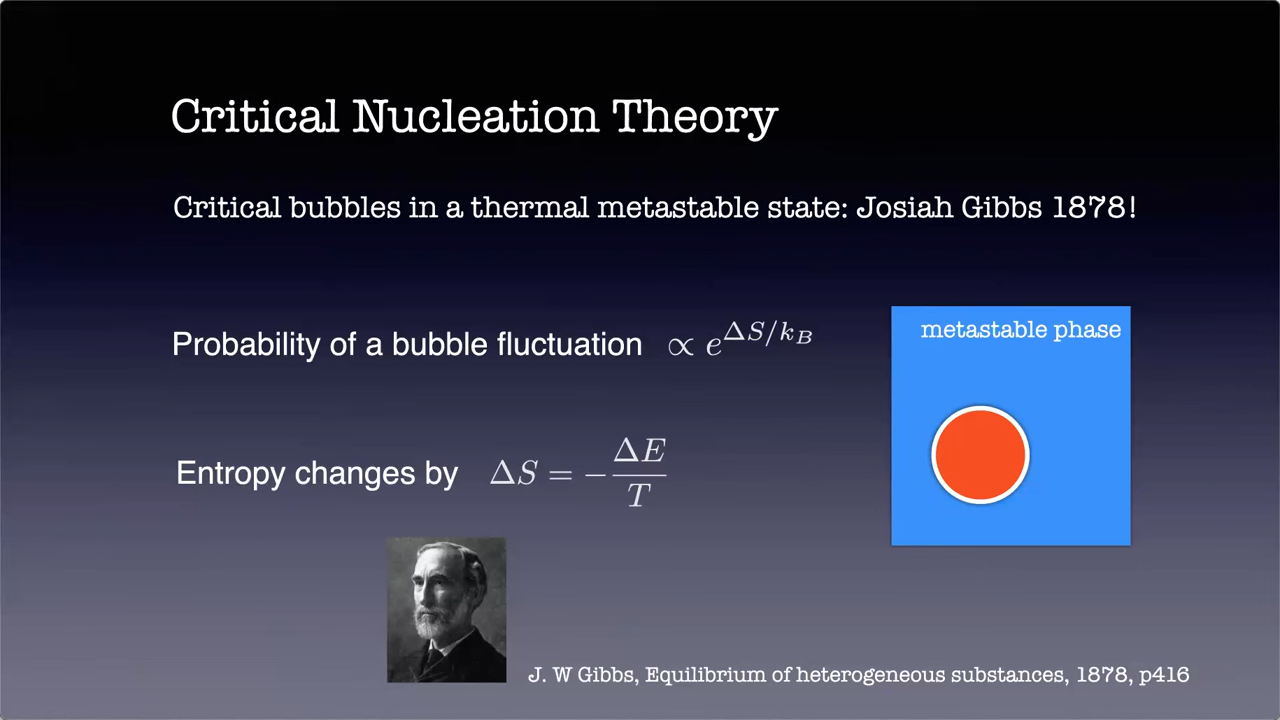 Critical Nucleation Theory
Critical bubbles in a thermal metastable state: Josiah Gibbs 1878!
metastable phase
Probability of a bubble fluctuation ∝ e^{ΔS/k_B}
Entropy changes by ΔS = −ΔE/T
J. W Gibbs, Equilibrium of heterogeneous substances, 1878, p416